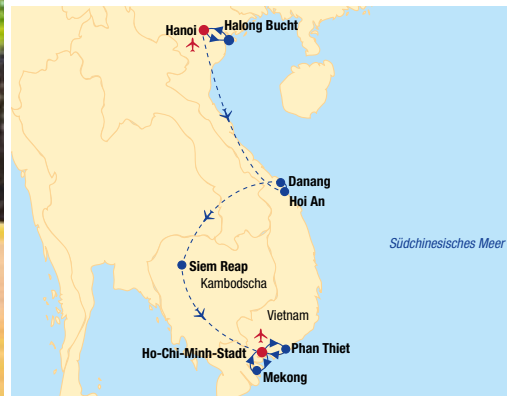 Hanoi
Halong Bucht
Danang
Hoi An
Südchinesisches Meer
Siem Reap
Kambodscha
Vietnam
Ho-Chi-Minh-Stadt
Phan Thiet
Mekong